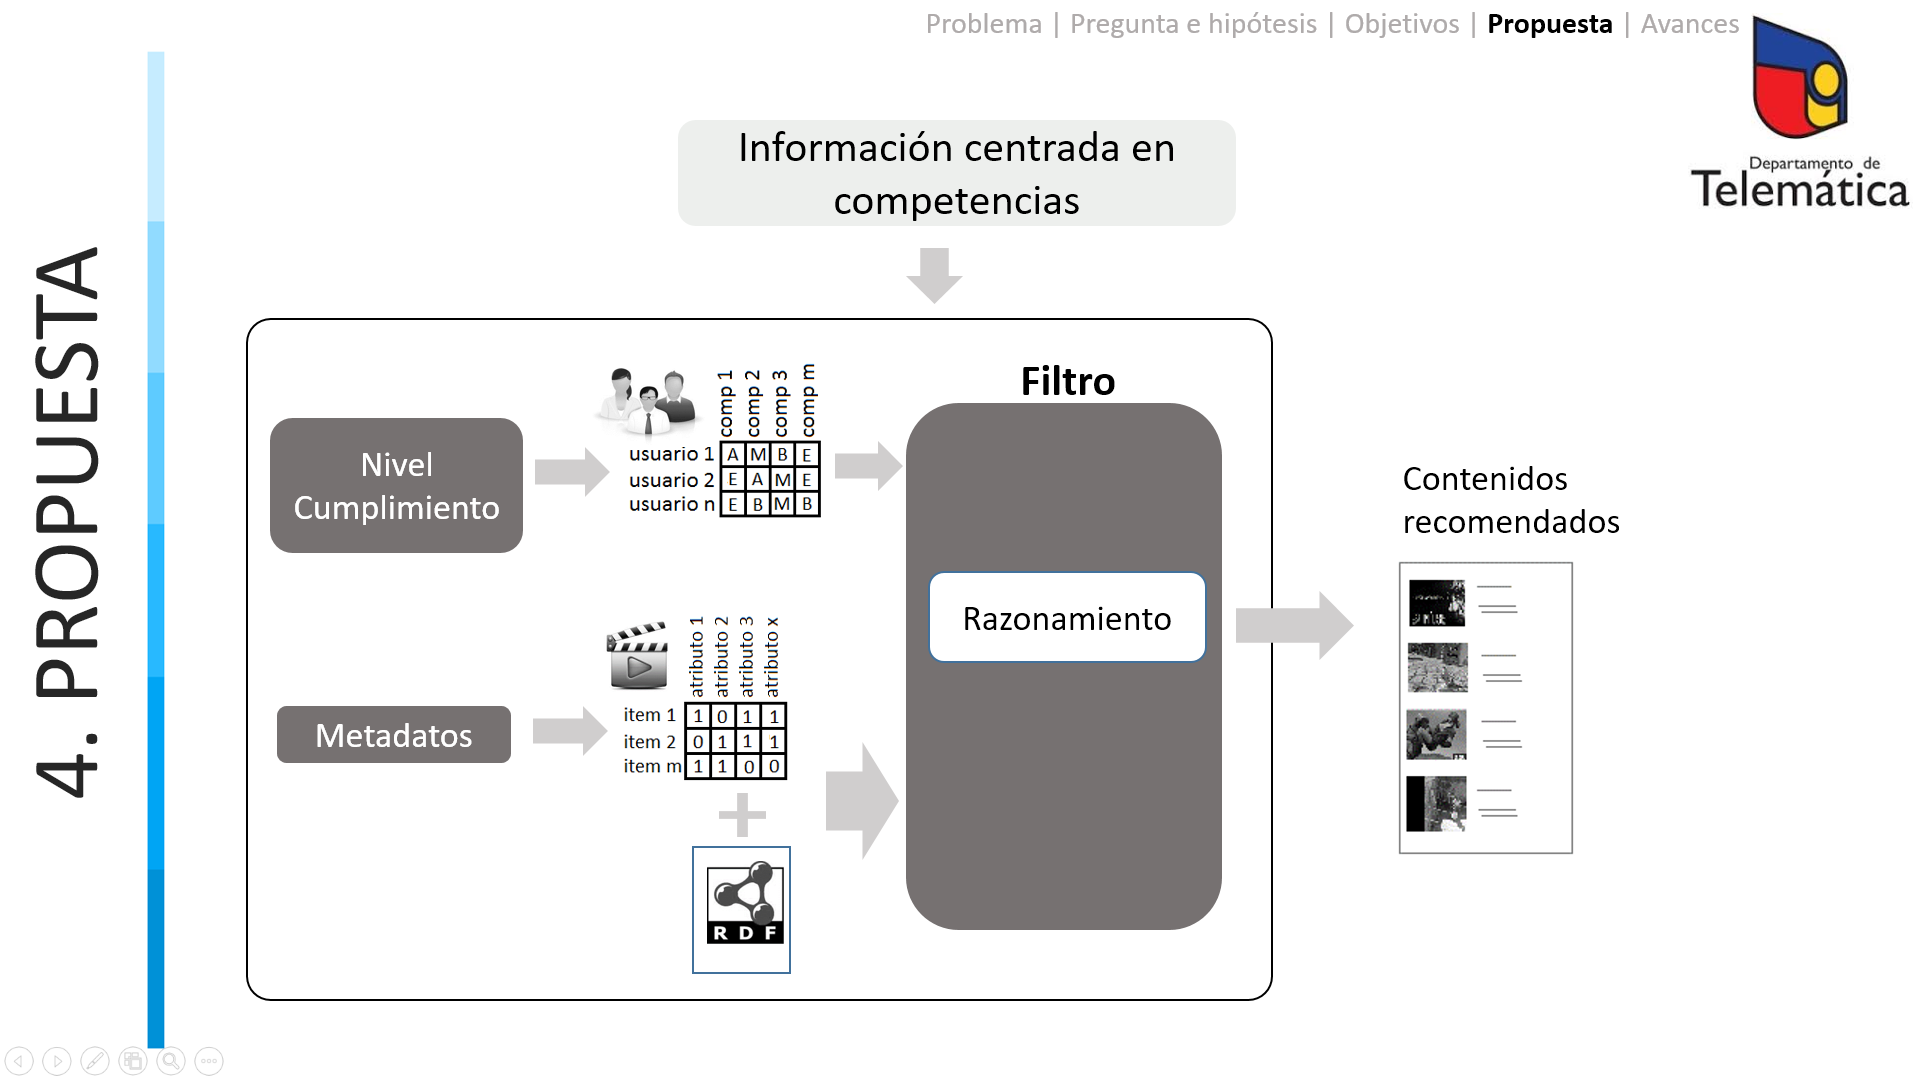 Problema | Pregunta e hipótesis | Objetivos | Propuesta | Avances
Departamento de
Telemática
4. PROPUESTA
Información centrada en
competencias
Nivel
Cumplimiento
comp 1 comp 2 comp 3 comp m
usuario 1 A M B E
usuario 2 E A M E
usuario n E B M B
Metadatos
atributo 1 atributo 2 atributo 3 atributo x
item 1 1 0 1 1
item 2 0 1 1 1
item m 1 1 0 0
RDF
Filtro
Razonamiento
Contenidos
recomendados